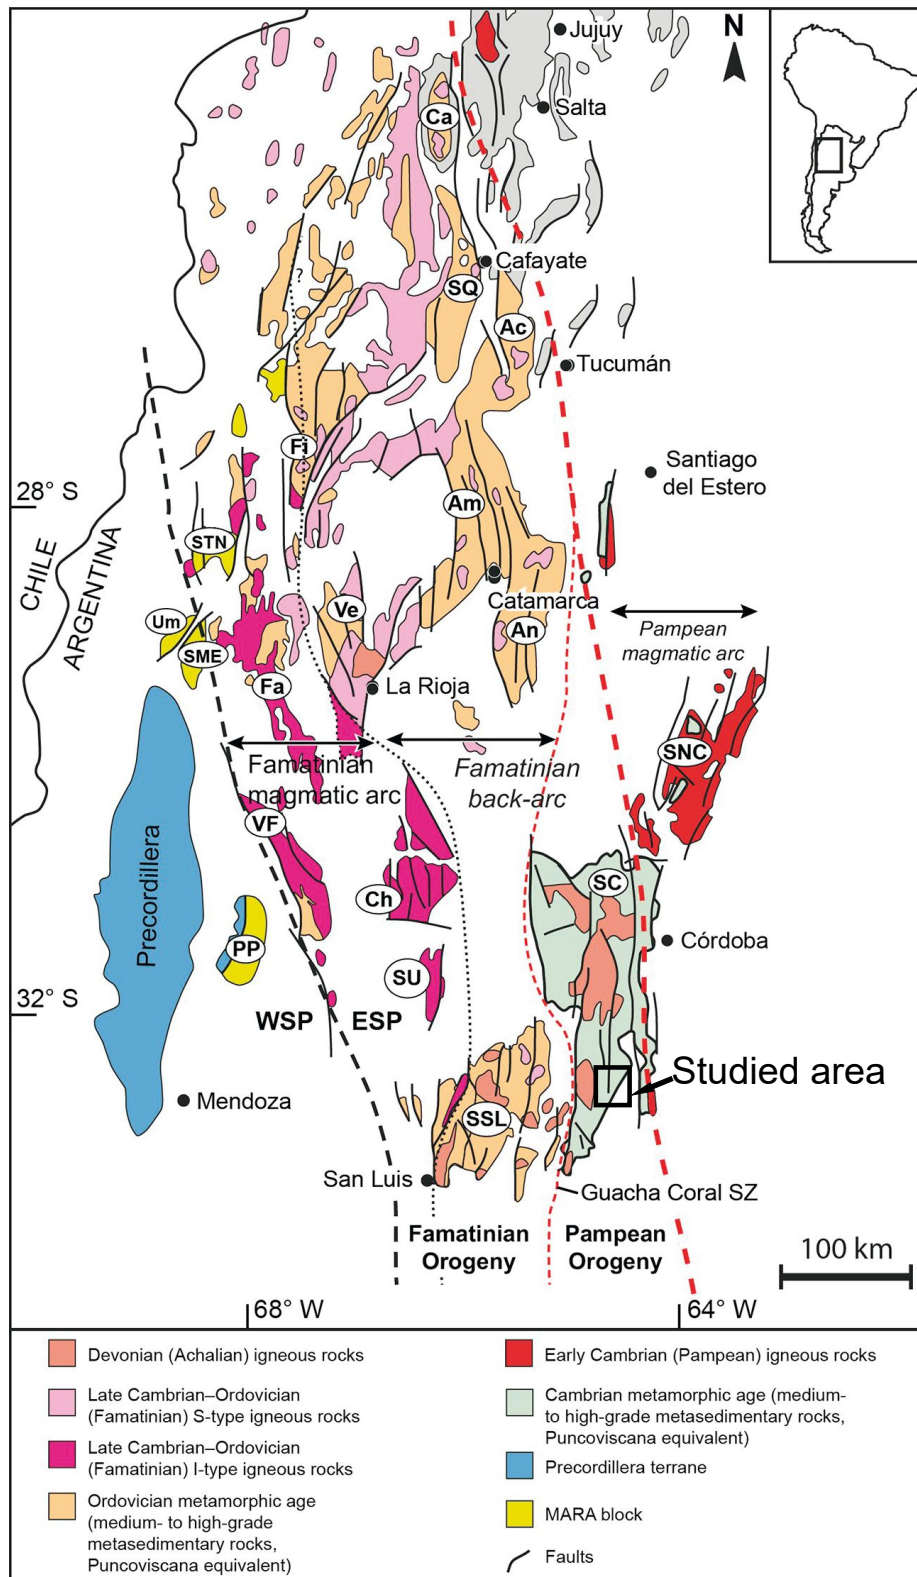 Jujuy
N
Salta
Ca
Cafayate
?
SQ
Ac
Tucumán
Fi
Santiago
del Estero
28° S
Am
STN
CHILE
ARGENTINA
Catamarca
Ve
Um
An
Pampean
magmatic arc
SME
Fa
La Rioja
SNC
Famatinian
magmatic arc
Famatinian
back-arc
VF
Precordillera
SC
Ch
Córdoba
PP
SU
32° S
WSP
ESP
Studied area
Mendoza
SSL
San Luis
Guacha Coral SZ
Famatinian
Orogeny
Pampean
Orogeny
100 km
68° W
64° W
Devonian (Achalian) igneous rocks
Late Cambrian–Ordovician
(Famatinian) S-type igneous rocks
Late Cambrian–Ordovician
(Famatinian) I-type igneous rocks
Ordovician metamorphic age
(medium- to high-grade
metasedimentary rocks,
Puncoviscana equivalent)
Early Cambrian (Pampean) igneous rocks
Cambrian metamorphic age (medium-
to high-grade metasedimentary rocks,
Puncoviscana equivalent)
Precordillera terrane
MARA block
Faults